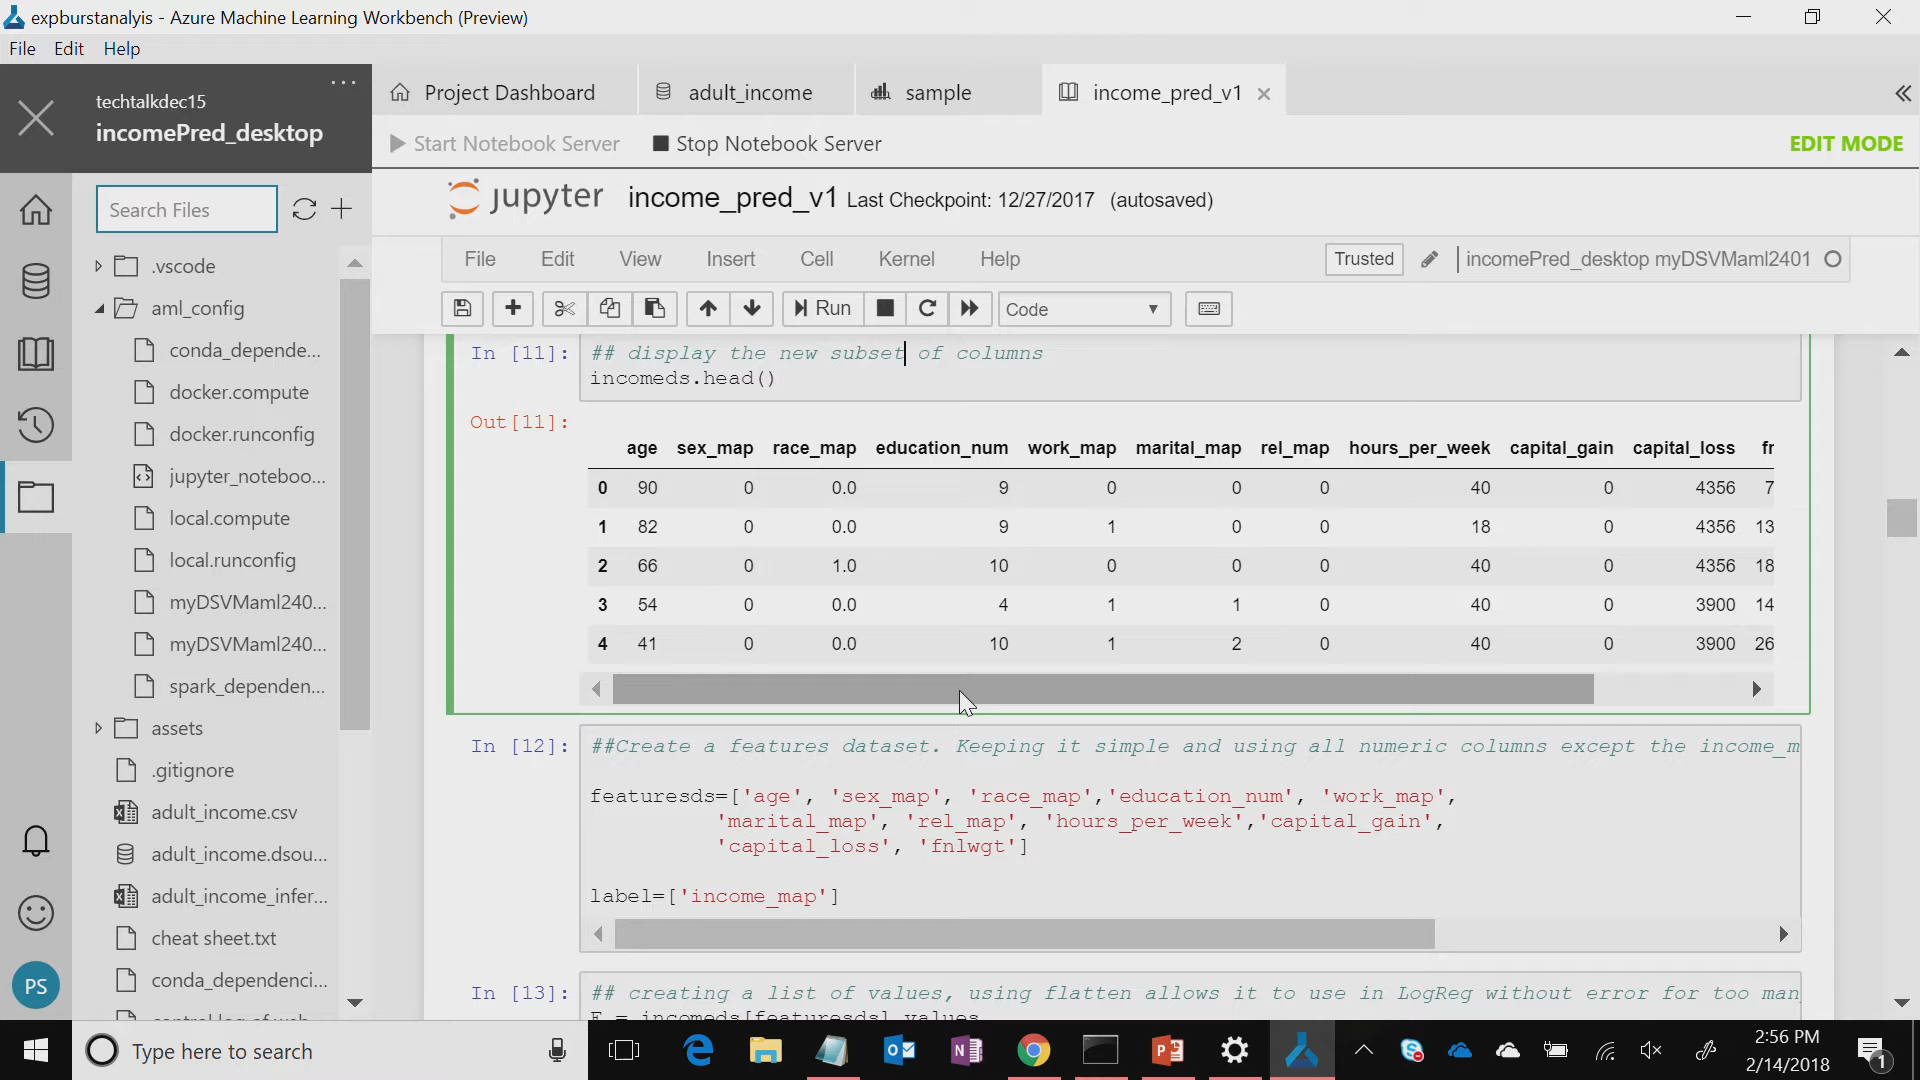 expburstanalyis - Azure Machine Learning Workbench (Preview)
File Edit Help
techtalkdec15
incomePred_desktop
Project Dashboard adult_income sample income_pred_v1
Start Notebook Server Stop Notebook Server EDIT MODE
Search Files
jupyter income_pred_v1 Last Checkpoint: 12/27/2017 (autosaved)
File Edit View Insert Cell Kernel Help Trusted incomePred_desktop myDSVMaml2401
Run Code
.vscode
aml_config
conda_depende...
docker.compute
docker.runconfig
jupyter_noteboo...
local.compute
local.runconfig
myDSVMaml240...
myDSVMaml240...
spark_dependen...
assets
.gitignore
adult_income.csv
adult_income.dsou...
adult_income_infer...
cheat sheet.txt
conda_dependenci...
PS
In [11]: ## display the new subset of columns
incomeds.head()
Out[11]:
age sex_map race_map education_num work_map marital_map rel_map hours_per_week capital_gain capital_loss fr
0 90 0 0.0 9 0 0 0 40 0 4356 7
1 82 0 0.0 9 1 0 0 18 0 4356 13
2 66 0 1.0 10 0 0 0 40 0 4356 18
3 54 0 0.0 4 1 1 0 40 0 3900 14
4 41 0 0.0 10 1 2 0 40 0 3900 26
In [12]: ##Create a features dataset. Keeping it simple and using all numeric columns except the income_m
featuresds=['age', 'sex_map', 'race_map','education_num', 'work_map',
'marital_map', 'rel_map', 'hours_per_week','capital_gain',
'capital_loss', 'fnlwgt']
label=['income_map']
In [13]: ## creating a list of values, using flatten allows it to use in LogReg without error for too man
= incomeds[featuresds].values
Type here to search
2:56 PM
2/14/2018
1